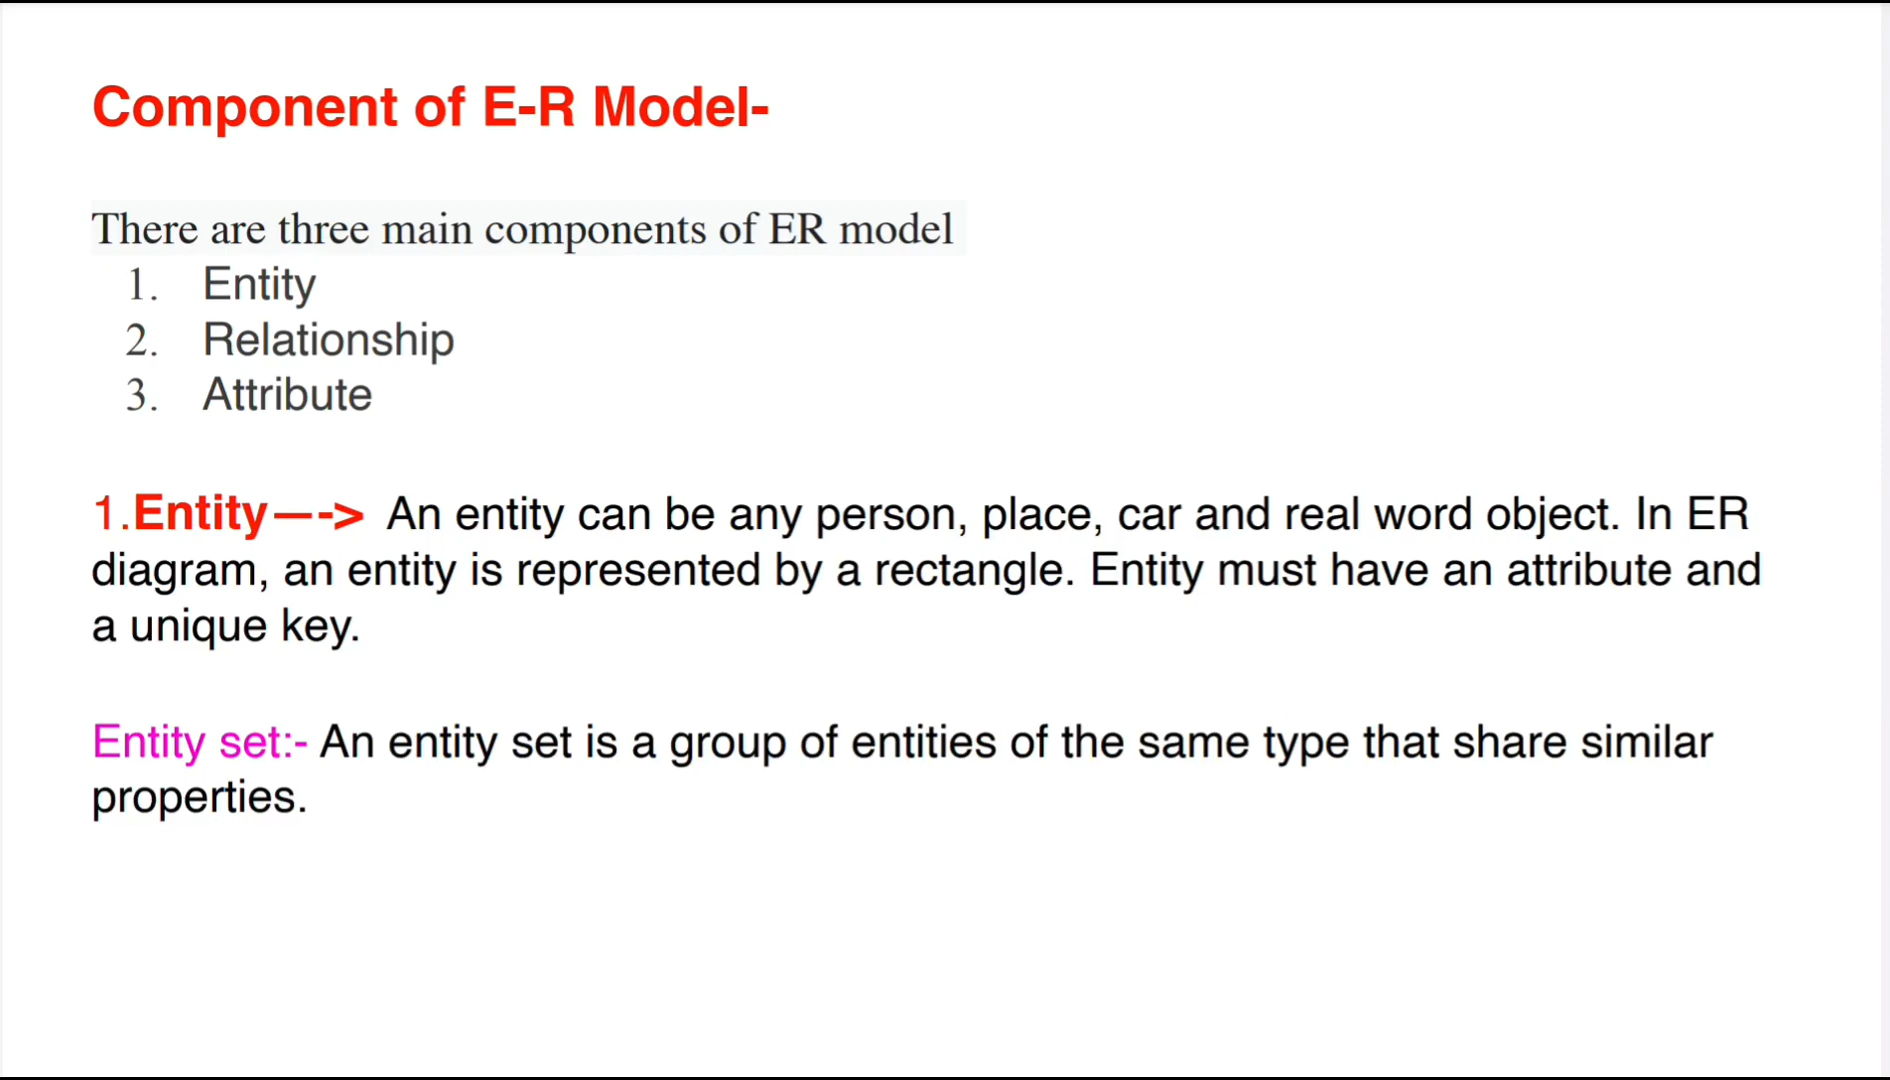 Component of E-R Model-
There are three main components of ER model
1. Entity
2. Relationship
3. Attribute
1.Entity—-> An entity can be any person, place, car and real word object. In ER
diagram, an entity is represented by a rectangle. Entity must have an attribute and
a unique key.
Entity set:- An entity set is a group of entities of the same type that share similar
properties.